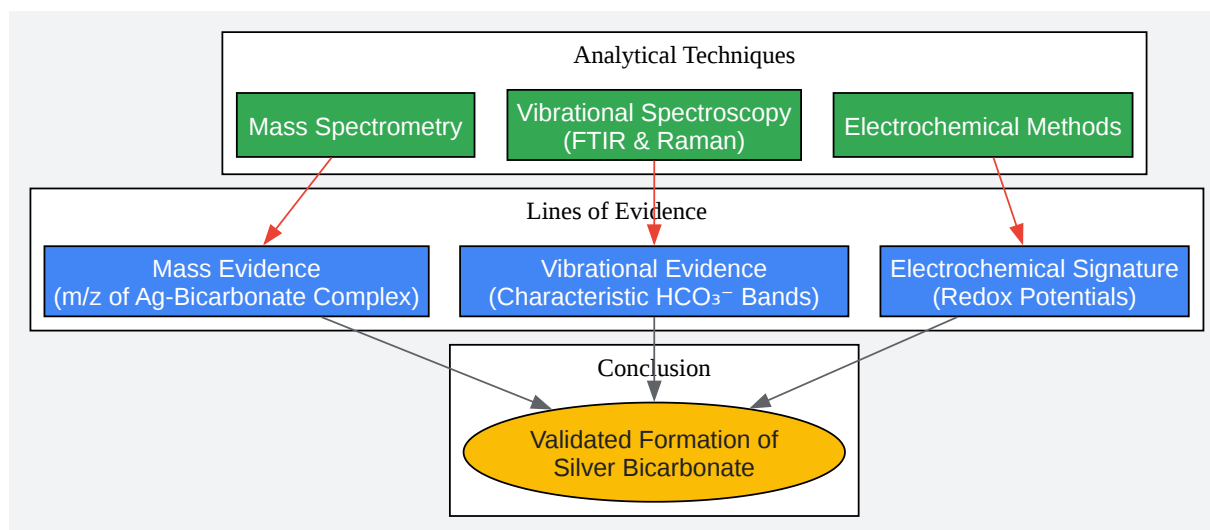 Analytical Techniques
Mass Spectrometry
Vibrational Spectroscopy
(FTIR & Raman)
Electrochemical Methods
Lines of Evidence
Mass Evidence
(m/z of Ag-Bicarbonate Complex)
Vibrational Evidence
(Characteristic HCO₃⁻ Bands)
Electrochemical Signature
(Redox Potentials)
Conclusion
Validated Formation of
Silver Bicarbonate